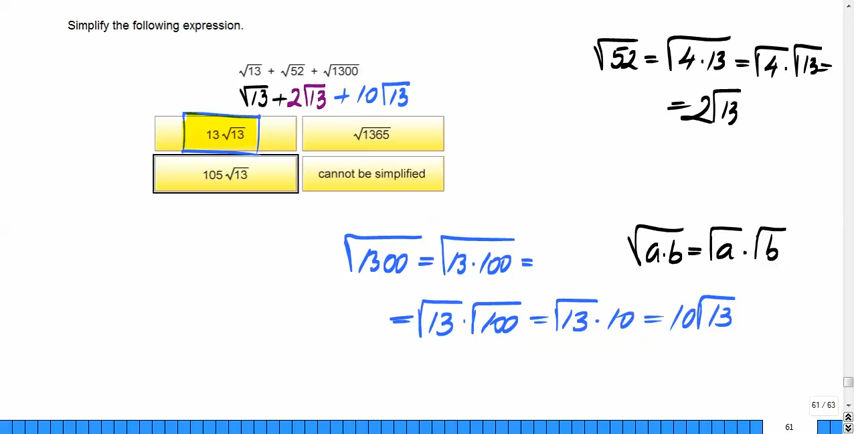 Simplify the following expression.
√13 + √52 + √1300
√13 + 2√13 + 10√13
13√13
√1365
105√13
cannot be simplified
√52 = √4·13 = √4·√13 =
= 2√13
√a·b = √a·√b
√1300 = √13·100 =
= √13·√100 = √13·10 = 10√13
61 / 63
61